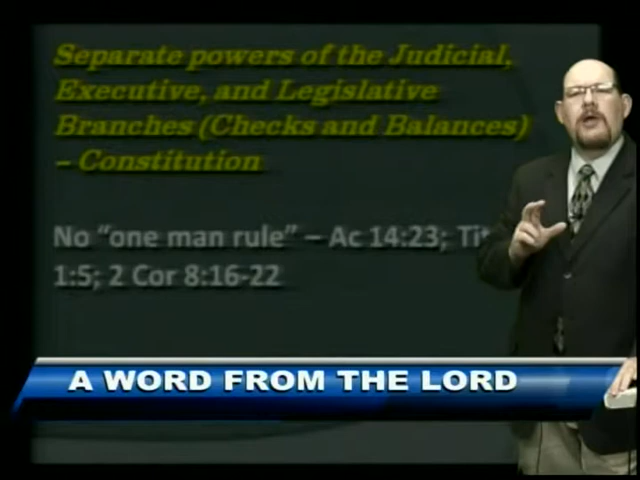 Separate powers of the Judicial,
Executive, and Legislative
Branches (Checks and Balances)
– Constitution
No "one man rule" – Ac 14:23; Tit
1:5; 2 Cor 8:16-22
A WORD FROM THE LORD